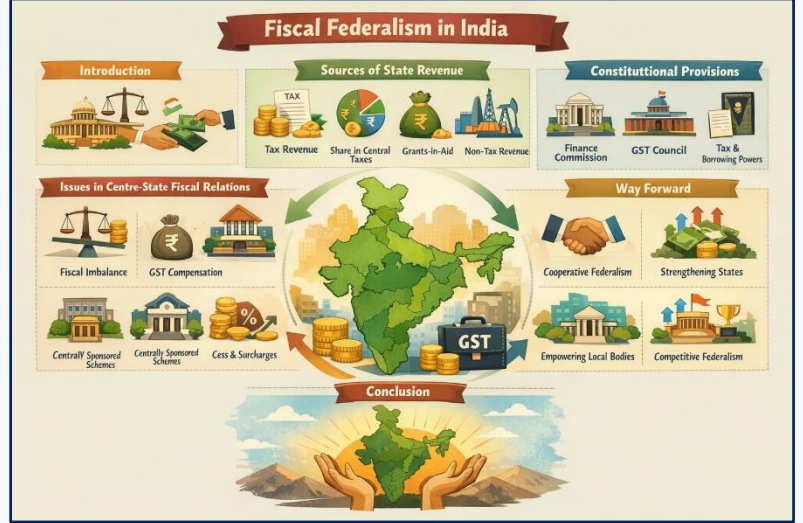 Fiscal Federalism in India
Introduction
Sources of State Revenue
TAX
Tax Revenue
Share in Central
Taxes
Grants-in-Aid
Non-Tax Revenue
Constitutional Provisions
Finance
Commission
GST Council
Tax &
Borrowing Powers
Issues in Centre-State Fiscal Relations
Fiscal Imbalance
₹
GST Compensation
CentrallY Sponsored
Schemes
Centrally Sponsored
Schemes
%
Cess & Surcharges
GST
Way Forward
Cooperative Federalism
Strengthening States
Empowering Local Bodies
Competitive Federalism
Conclusion